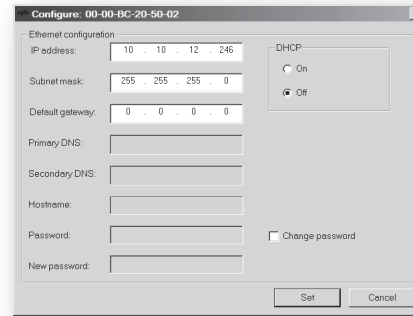 Configure: 00-00-BC-20-50-02
Ethernet configuration
IP address: 10 . 10 . 12 . 246
DHCP
On
Subnet mask: 255 . 255 . 255 . 0
Off
Default gateway: 0 . 0 . 0 . 0
Primary DNS:
Secondary DNS:
Hostname:
Password:
Change password
New password:
Set
Cancel